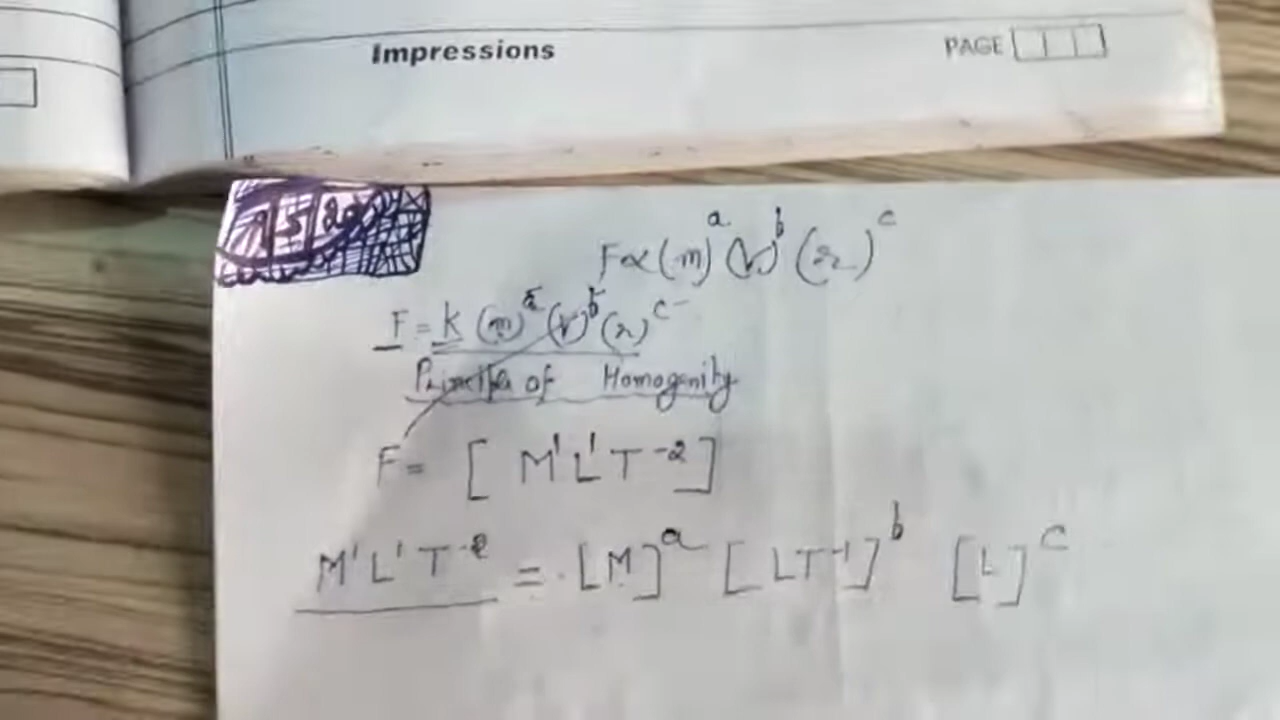 Impressions
PAGE
F∝(m)ᵃ(v)ᵇ(r)ᶜ
F=k(m)ᵃ(v)ᵇ(r)ᶜ
Principle of Homogenity
F= [M¹L¹T⁻²]
M¹L¹T⁻² = [M]ᵃ [LT⁻¹]ᵇ [L]ᶜ